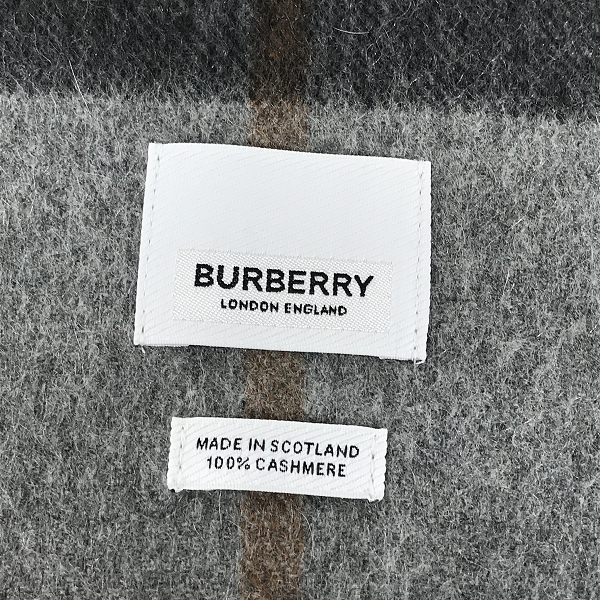 BURBERRY
LONDON ENGLAND
MADE IN SCOTLAND
100% CASHMERE